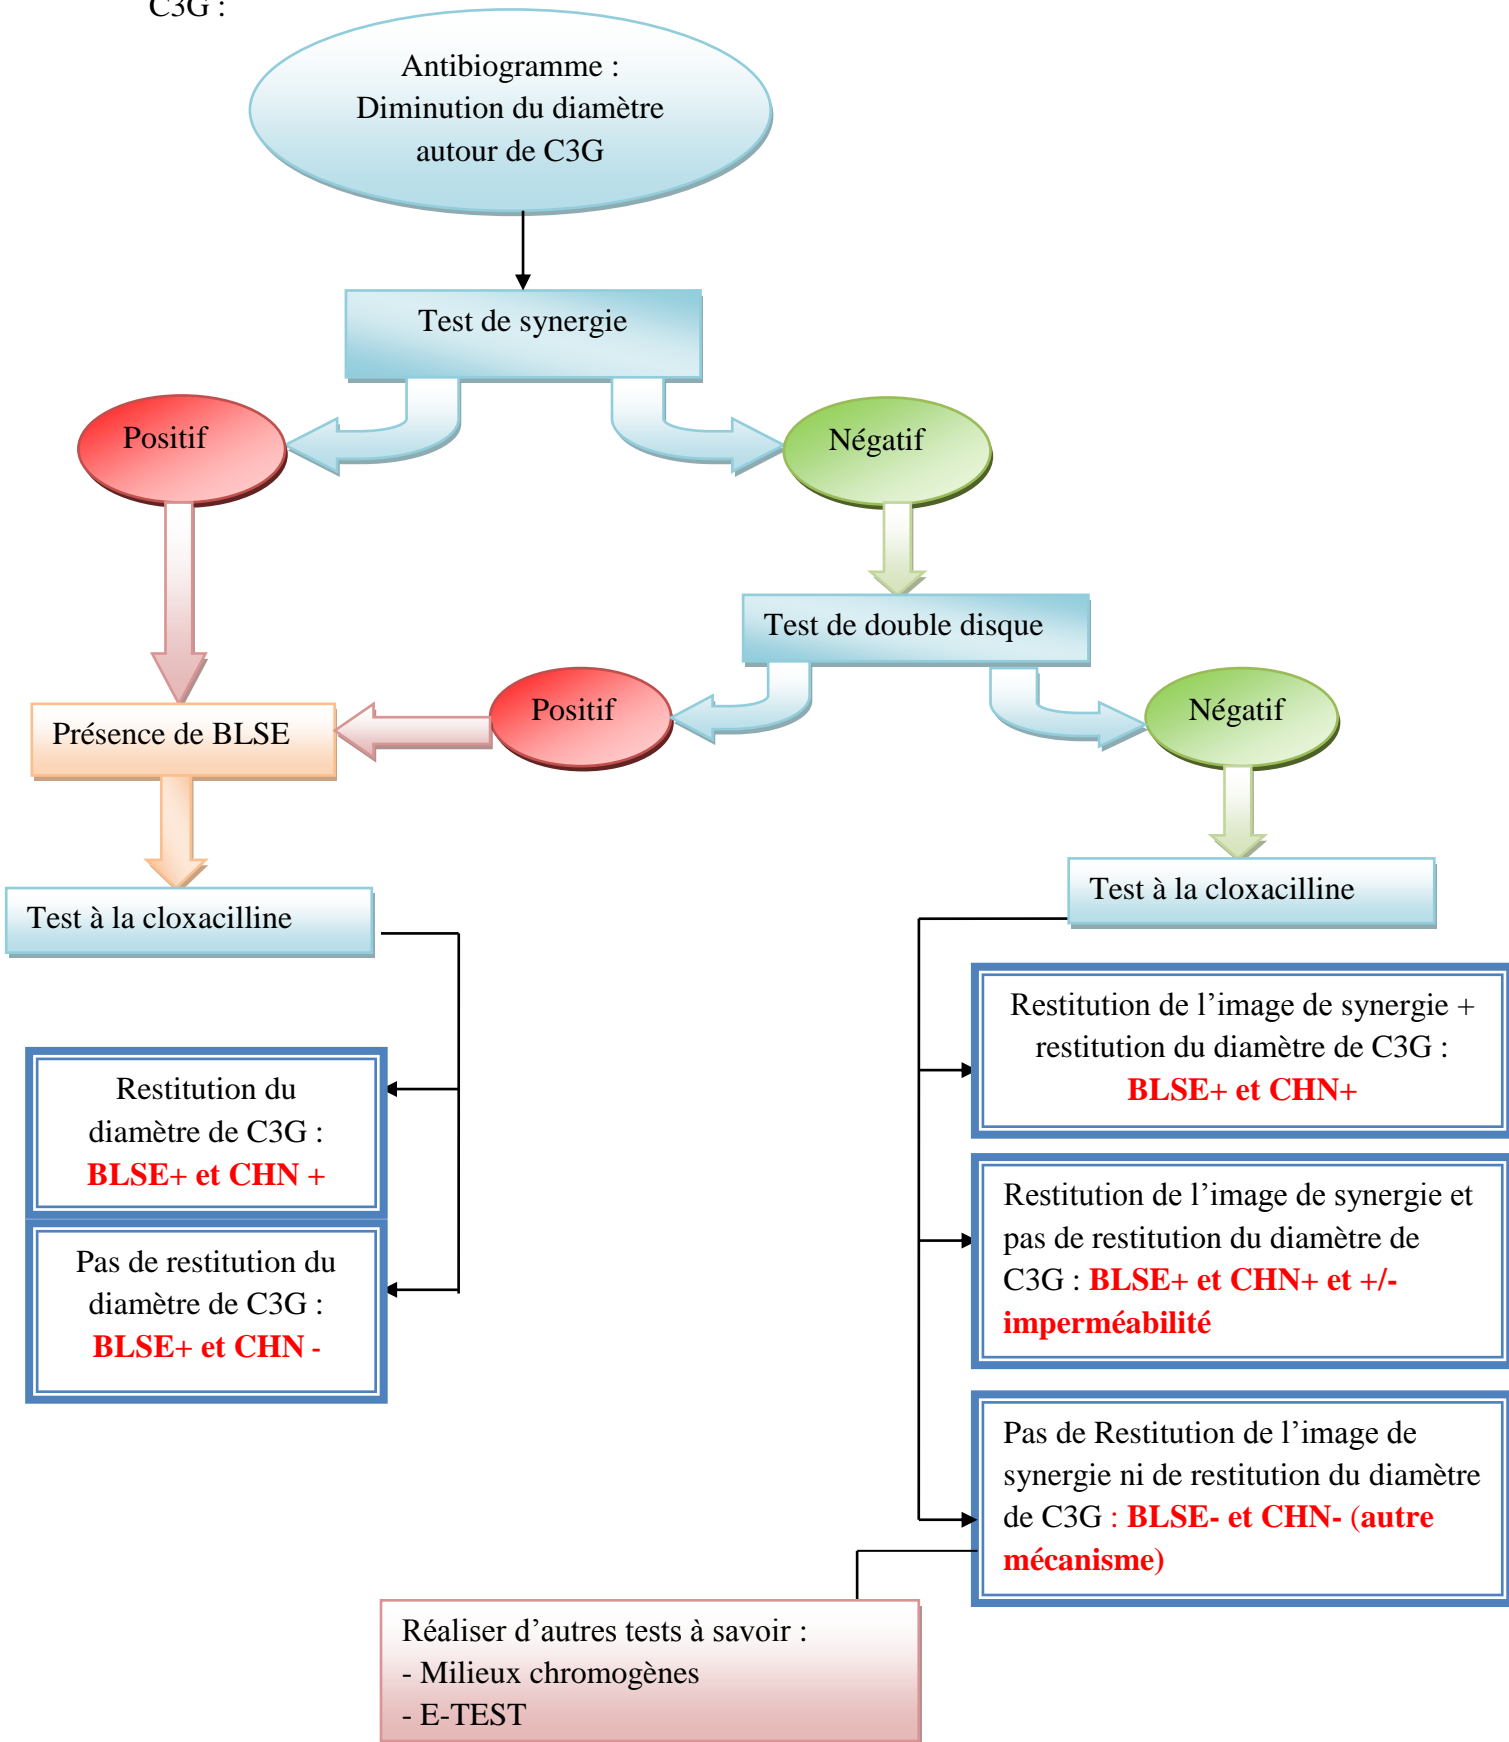 C3G :
Antibiogramme :
Diminution du diamètre
autour de C3G
Test de synergie
Positif
Négatif
Test de double disque
Positif
Négatif
Présence de BLSE
Test à la cloxacilline
Test à la cloxacilline
Restitution du
diamètre de C3G :
BLSE+ et CHN +
Pas de restitution du
diamètre de C3G :
BLSE+ et CHN -
Restitution de l’image de synergie +
restitution du diamètre de C3G :
BLSE+ et CHN+
Restitution de l’image de synergie et
pas de restitution du diamètre de
C3G : BLSE+ et CHN+ et +/-
imperméabilité
Pas de Restitution de l’image de
synergie ni de restitution du diamètre
de C3G : BLSE- et CHN- (autre
mécanisme)
Réaliser d’autres tests à savoir :
- Milieux chromogènes
- E-TEST